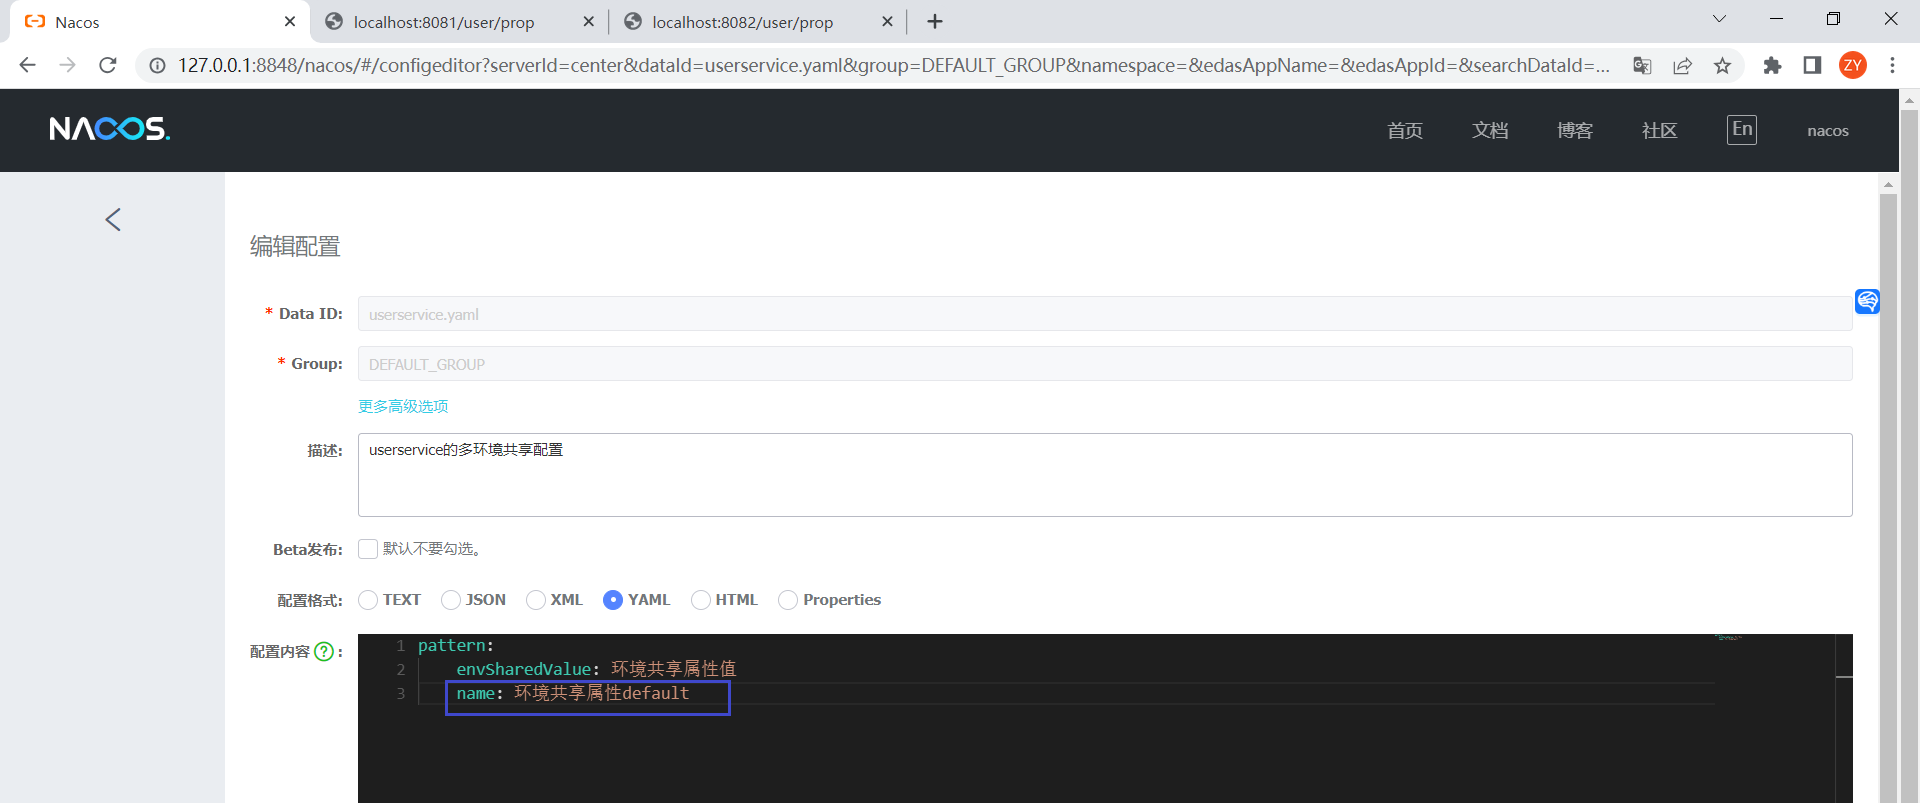 Nacos
localhost:8081/user/prop
localhost:8082/user/prop
127.0.0.1:8848/nacos/#/configeditor?serverId=center&dataId=userservice.yaml&group=DEFAULT_GROUP&namespace=&edasAppName=&edasAppId=&searchDataId=...
ZY
NACOS.
首页 文档 博客 社区 En nacos
编辑配置
* Data ID: userservice.yaml
* Group: DEFAULT_GROUP
更多高级选项
描述: userservice的多环境共享配置
Beta发布: 默认不要勾选。
配置格式: TEXT JSON XML YAML HTML Properties
配置内容 ? :
1 pattern:
2 envSharedValue: 环境共享属性值
3 name: 环境共享属性default